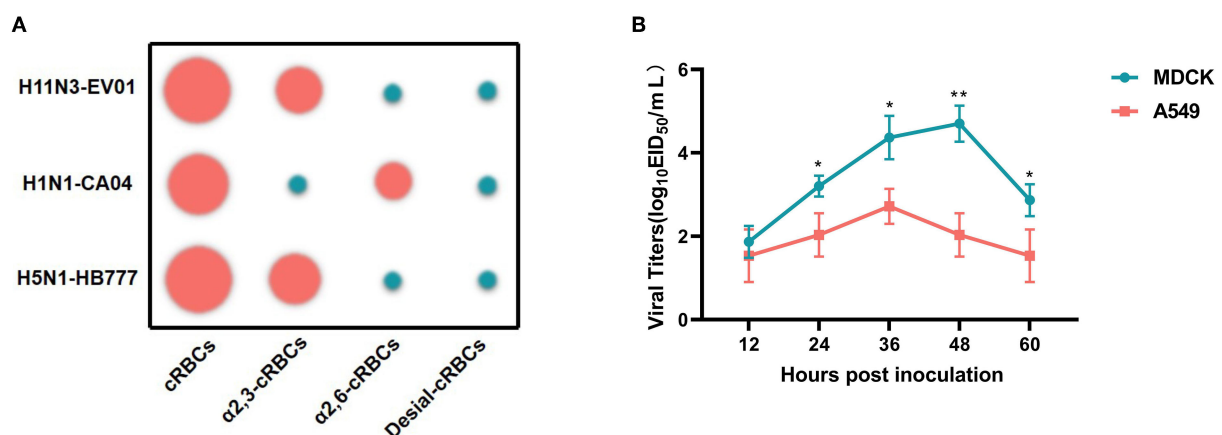 A
H11N3-EV01
H1N1-CA04
H5N1-HB777
cRBCs
α2,3-cRBCs
α2,6-cRBCs
Desial-cRBCs
B
Viral Titers(log10EID50/m L)
6
4
2
0
*
*
**
*
12 24 36 48 60
Hours post inoculation
MDCK
A549